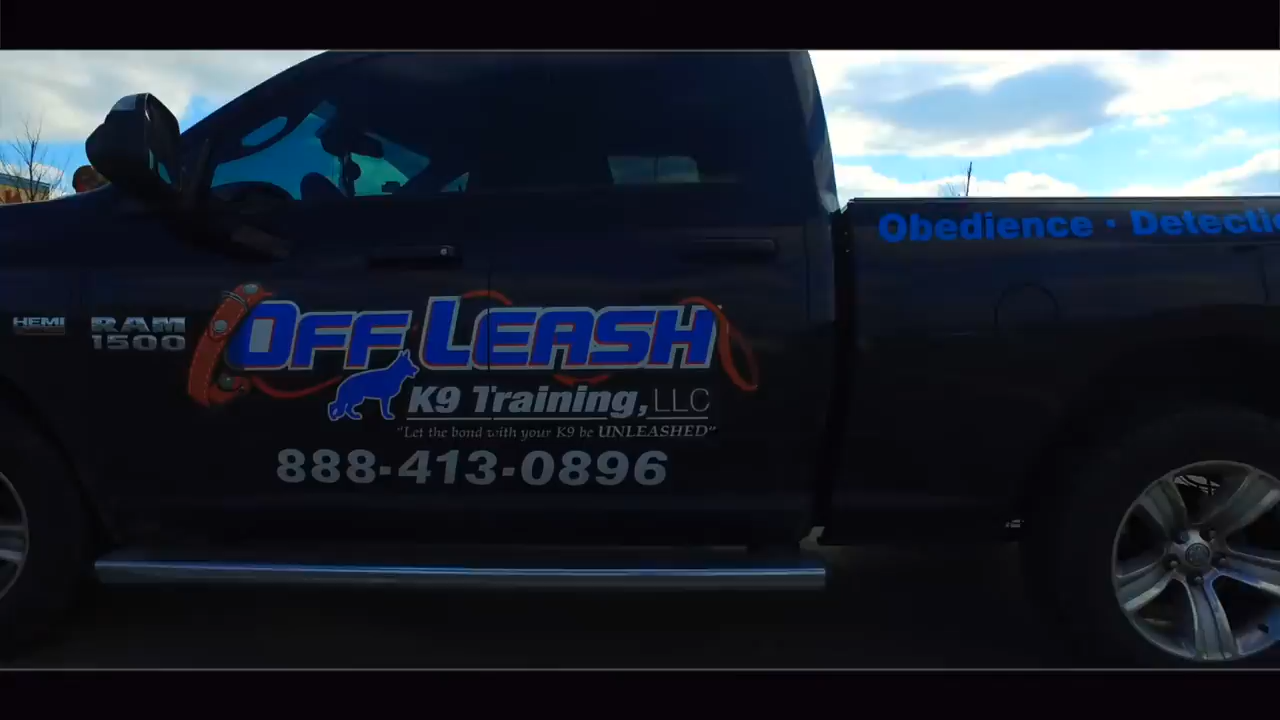 Obedience · Detectio
HEMI
RAM
1500
OFF LEASH
K9 Training, LLC
"Let the bond with your K9 be UNLEASHED"
888-413-0896